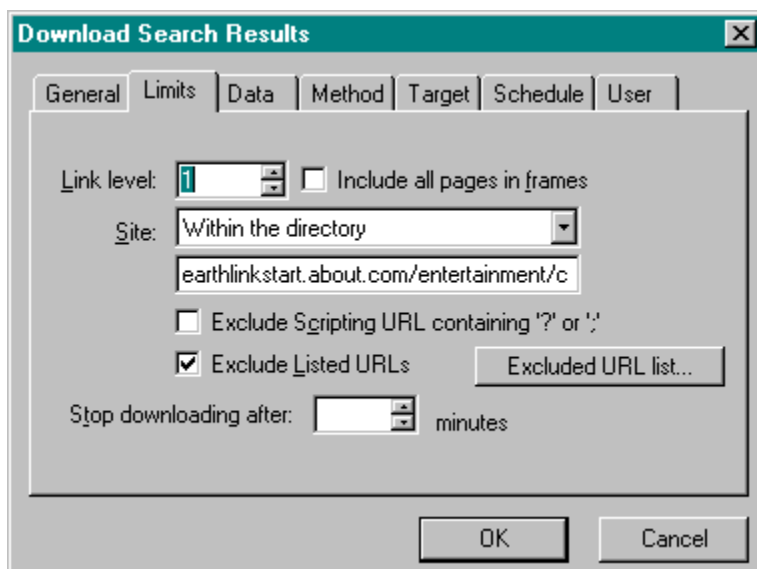 Download Search Results
General Limits Data Method Target Schedule User
Link level: 1 Include all pages in frames
Site: Within the directory
earthlinkstart.about.com/entertainment/c
Exclude Scripting URL containing '?' or ';'
Exclude Listed URLs Excluded URL list...
Stop downloading after: minutes
OK Cancel